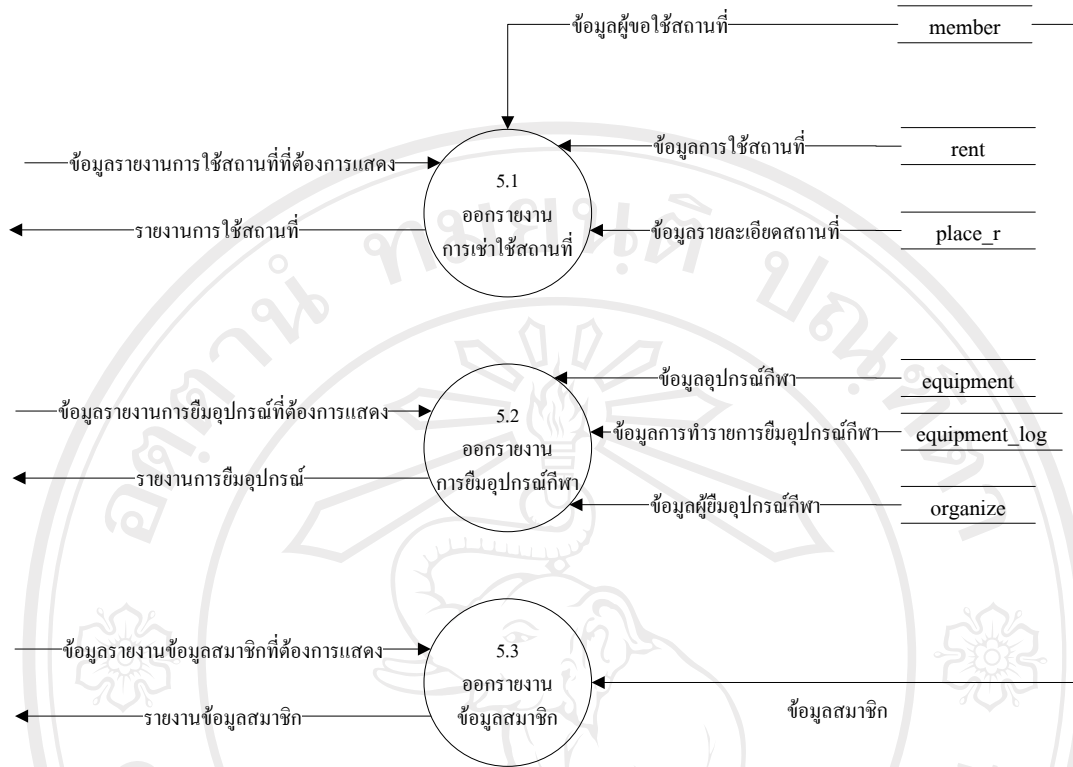 ข้อมูลผู้ขอใช้สถานที่
member
ข้อมูลรายงานการใช้สถานที่ที่ต้องการแสดง
ข้อมูลการใช้สถานที่
rent
5.1
ออกรายงาน
การเช่าใช้สถานที่
รายงานการใช้สถานที่
ข้อมูลรายละเอียดสถานที่
place_r
ข้อมูลอุปกรณ์กีฬา
equipment
ข้อมูลรายงานการยืมอุปกรณ์ที่ต้องการแสดง
5.2
ออกรายงาน
การยืมอุปกรณ์กีฬา
ข้อมูลการทำรายการยืมอุปกรณ์กีฬา
equipment_log
รายงานการยืมอุปกรณ์
ข้อมูลผู้ยืมอุปกรณ์กีฬา
organize
ข้อมูลรายงานข้อมูลสมาชิกที่ต้องการแสดง
5.3
ออกรายงาน
ข้อมูลสมาชิก
รายงานข้อมูลสมาชิก
ข้อมูลสมาชิก